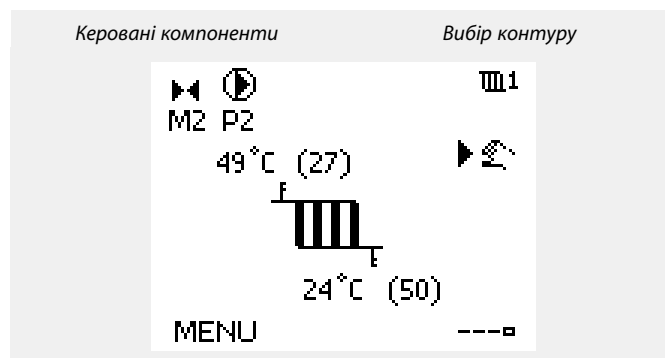 Керовані компоненти Вибір контуру
1
M2 P2
49°C (27)
24°C (50)
MENU ---